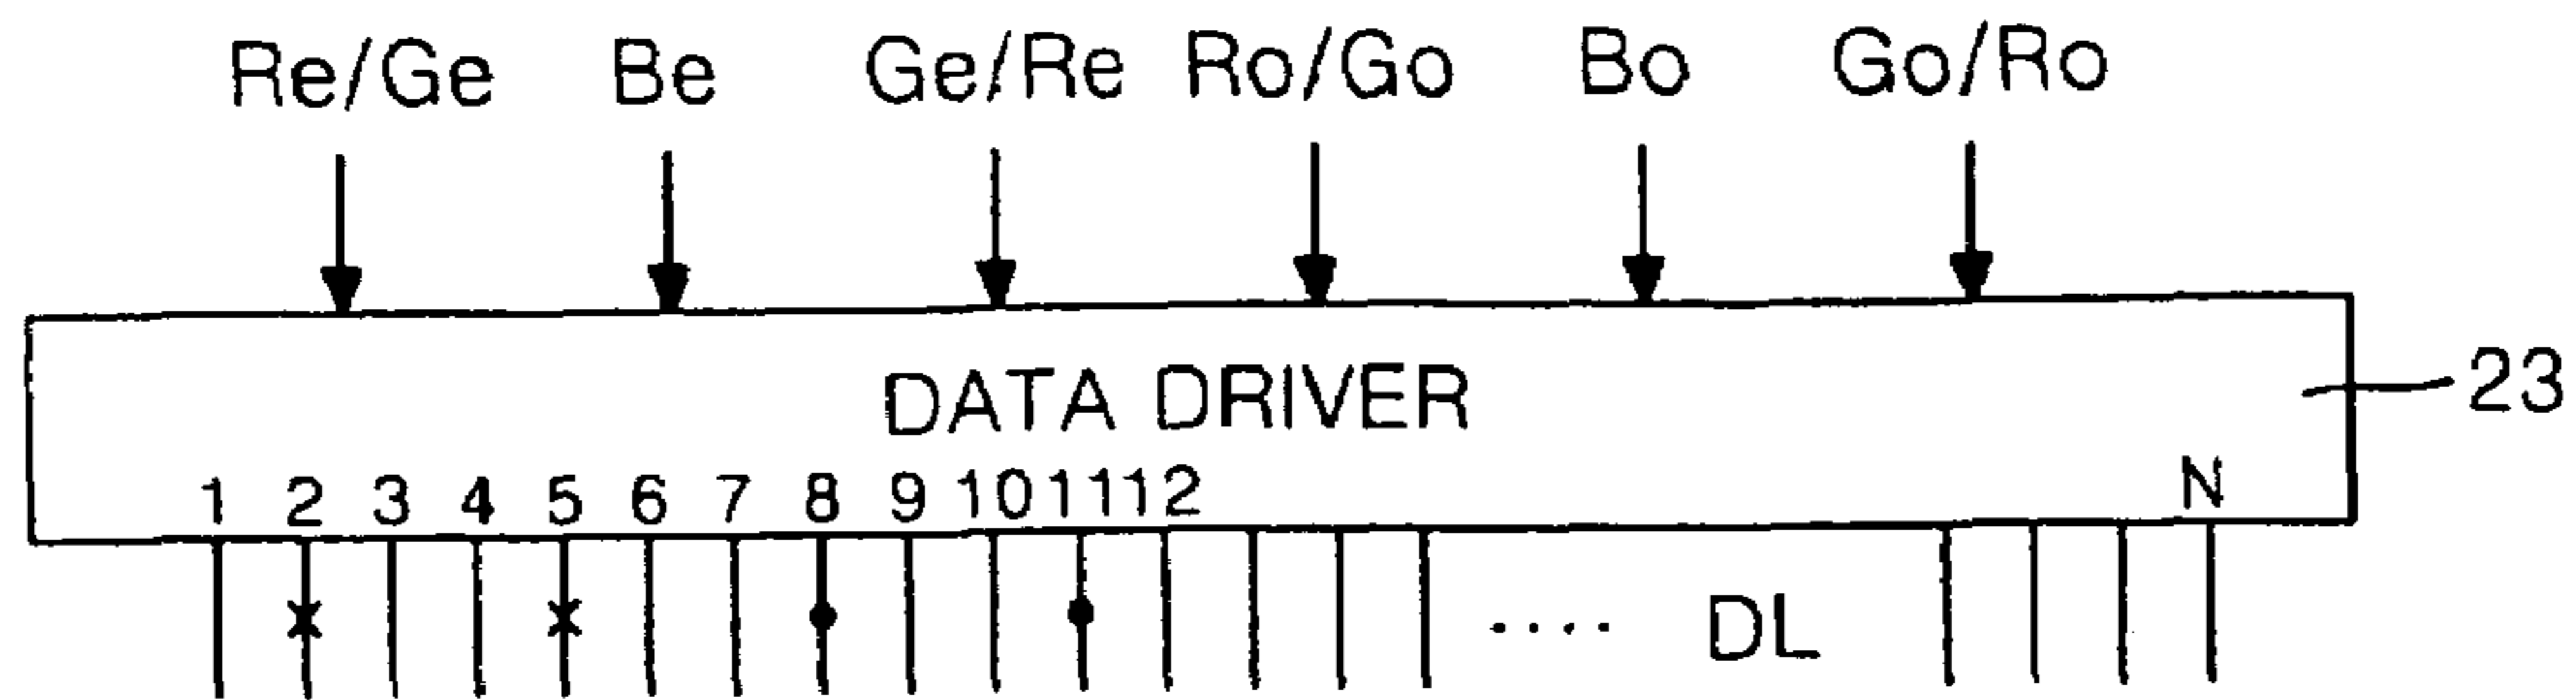 Re/Ge Be Ge/Re Ro/Go Bo Go/Ro
DATA DRIVER
23
1 2 3 4 5 6 7 8 9 10 11 12 N
.... DL